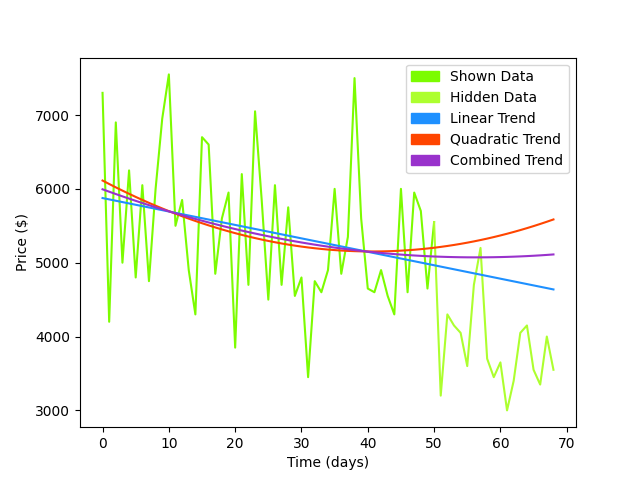 Shown Data
Hidden Data
Linear Trend
Quadratic Trend
Combined Trend
7000
6000
5000
4000
3000
Price ($)
0 10 20 30 40 50 60 70
Time (days)